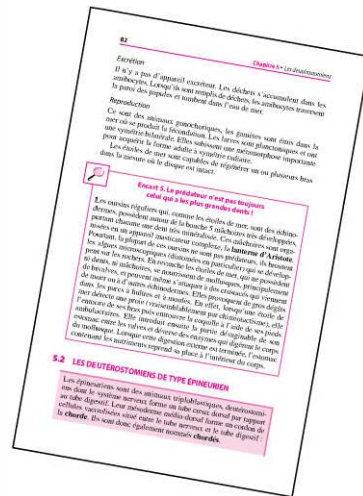 82
Chapitre 5 • Les deutérostomiens
Excrétion
Il n'y a pas d'appareil excréteur. Les déchets s'accumulent dans les
amibocytes. Lorsqu'ils sont remplis de déchets, les amibocytes traversent
la paroi des papules et tombent dans l'eau de mer.
Reproduction
Ce sont des animaux gonochoriques, les gamètes sont émis dans la
mer où se produit la fécondation. Les larves sont planctoniques et ont
une symétrie bilatérale. Elles subissent une métamorphose importante
pour acquérir la forme adulte à symétrie radiaire.
Les étoiles de mer sont capables de régénérer un ou plusieurs bras
dans la mesure où le disque est intact.
Encart 5. Le prédateur n'est pas toujours
celui qui a les plus grandes dents !
Les oursins réguliers qui, comme les étoiles de mer, sont des échino-
dermes, possèdent autour de la bouche 5 mâchoires très développées,
portant chacune une dent très minéralisée. Ces mâchoires sont orga-
nisées en un appareil masticateur complexe, la lanterne d'Aristote.
Pourtant, la plupart de ces oursins ne sont pas prédateurs, ils broutent
les algues microscopiques (diatomées en particulier) qui se dévelop-
pent sur les rochers. En revanche les étoiles de mer, qui ne possèdent
ni dents, ni mâchoires, se nourrissent de mollusques, principalement
de bivalves, et peuvent même s'attaquer à des crustacés qui viennent
de muer ou à d'autres échinodermes. Elles provoquent de gros dégâts
dans les parcs à huîtres et à moules. En effet, lorsqu'une étoile de
mer détecte une proie (vraisemblablement par chimiotactisme), elle
l'entoure de ses bras puis entrouvre la coquille à l'aide de ses pieds
ambulacraires. Elle introduit ensuite la partie dévaginable de son
estomac entre les valves et déverse des enzymes qui digèrent le corps
du mollusque. Lorsque cette digestion externe est terminée, l'estomac
contenant les nutriments reprend sa place à l'intérieur du corps.
5.2 LES DEUTÉROSTOMIENS DE TYPE ÉPINEURIEN
Les épineuriens sont des animaux triploblastiques, deutérostomi-
ens dont le système nerveux forme un tube creux dorsal par rapport
au tube digestif. Leur mésoderme médio-dorsal forme un cordon de
cellules vacuolisées situé entre le tube nerveux et le tube digestif :
la chorde. Ils sont donc également nommés chordés.